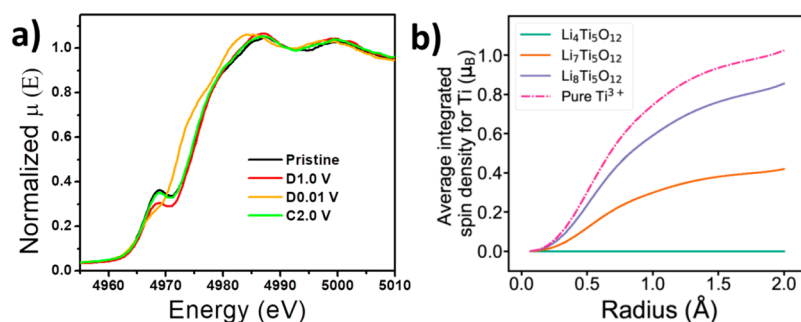 a)
Normalized μ (E)
1.0
0.8
0.6
0.4
0.2
0.0
Pristine
D1.0 V
D0.01 V
C2.0 V
4960
4970
4980
4990
5000
5010
Energy (eV)
b)
Average integrated
spin density for Ti (μB)
1.0
0.8
0.6
0.4
0.2
0.0
Li4Ti5O12
Li7Ti5O12
Li8Ti5O12
Pure Ti3+
0.0
0.5
1.0
1.5
2.0
Radius (Å)